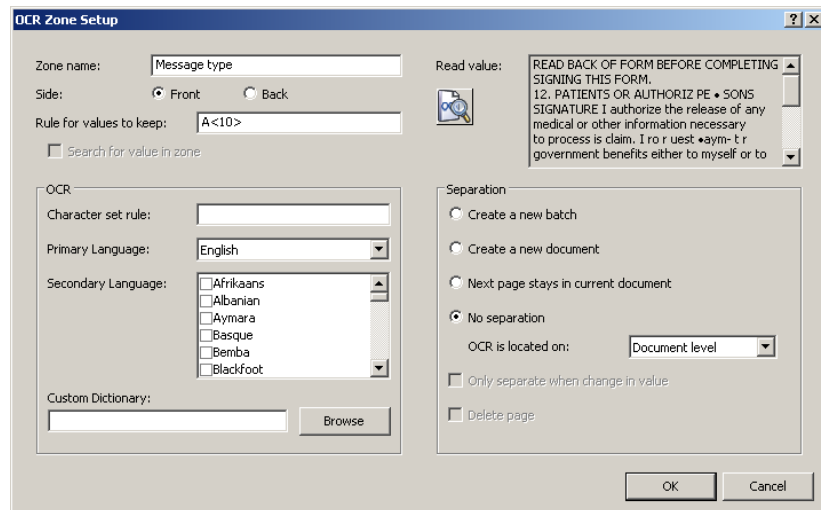 OCR Zone Setup
Zone name: Message type
Side: Front Back
Rule for values to keep: A<10>
Search for value in zone
Read value:
READ BACK OF FORM BEFORE COMPLETING
SIGNING THIS FORM.
12. PATIENTS OR AUTHORIZ PE • SONS
SIGNATURE I authorize the release of any
medical or other information necessary
to process is claim. I ro r uest •aym- t r
government benefits either to myself or to
OCR
Character set rule:
Primary Language: English
Secondary Language:
Afrikaans
Albanian
Aymara
Basque
Bemba
Blackfoot
Custom Dictionary:
Browse
Separation
Create a new batch
Create a new document
Next page stays in current document
No separation
OCR is located on: Document level
Only separate when change in value
Delete page
OK Cancel